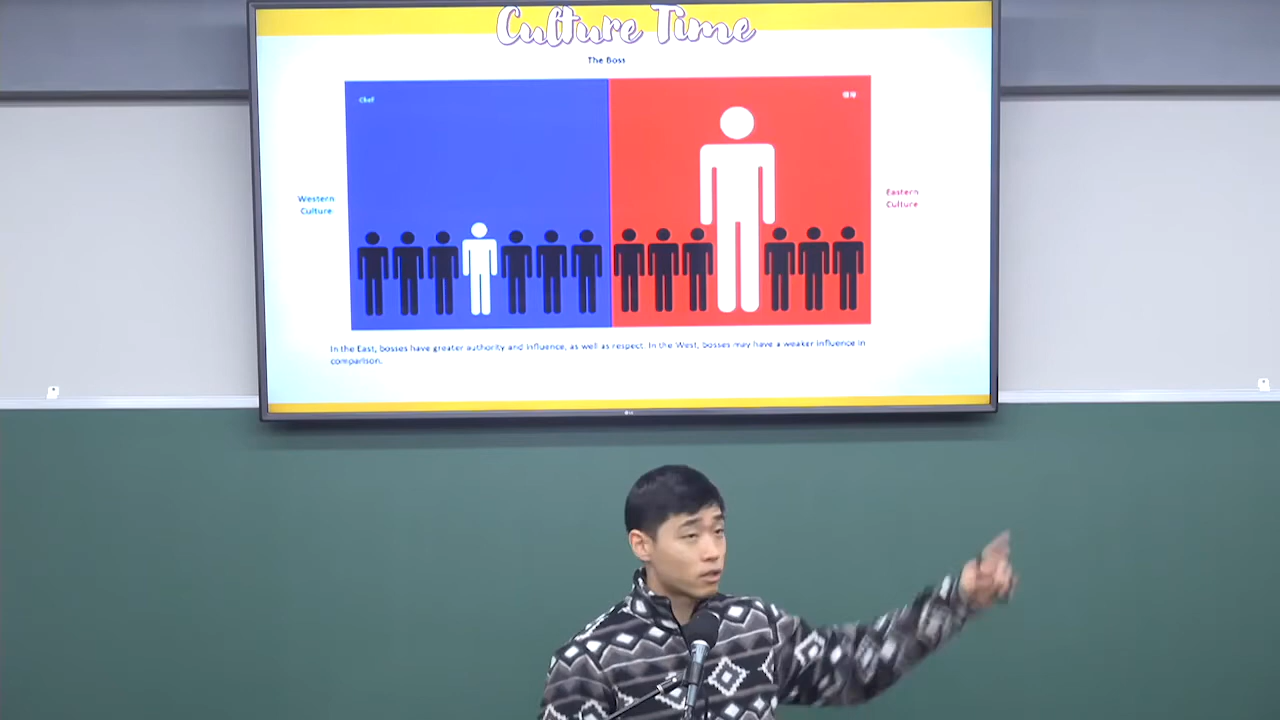 Culture Time
The Boss
Chef
Western
Culture
Eastern
Culture
In the East, bosses have greater authority and influence, as well as respect. In the West, bosses may have a weaker influence in
comparison.
LG